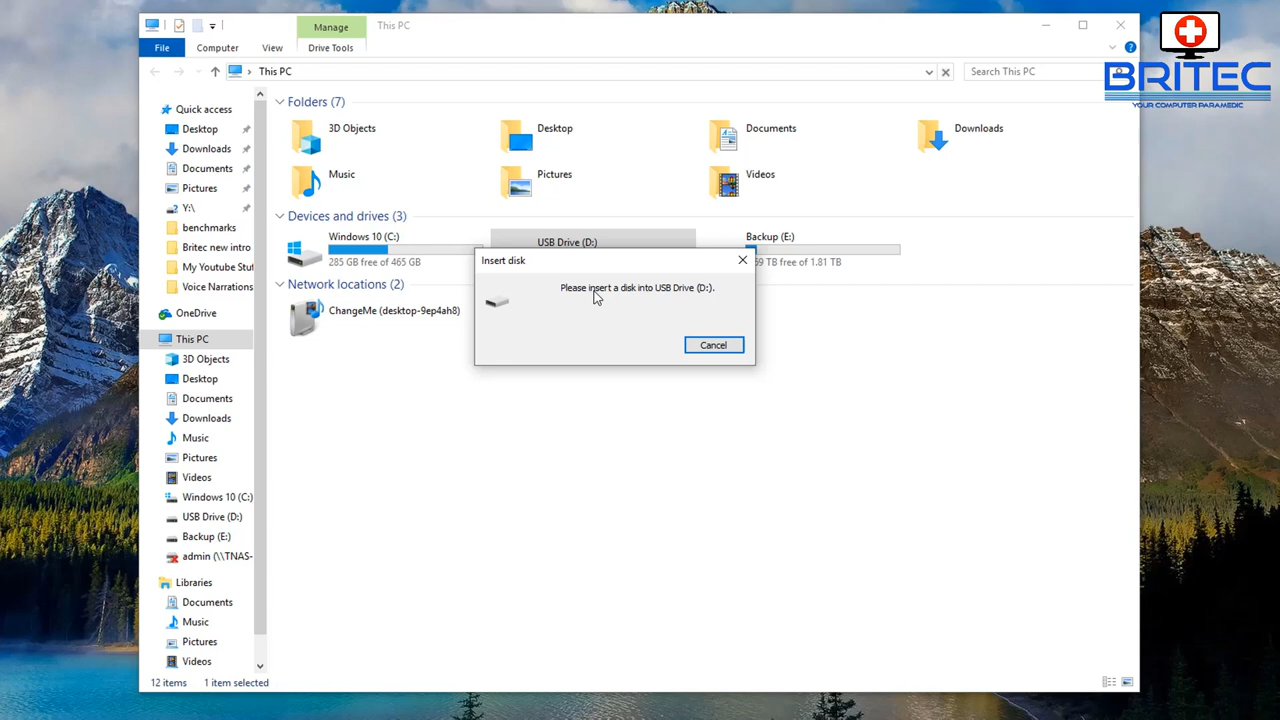 Manage
This PC
File
Computer
View
Drive Tools
This PC
Search This PC
BRITEC
YOUR COMPUTER PARAMEDIC
Quick access
Desktop
Downloads
Documents
Pictures
Y:\
benchmarks
Britec new intro
My Youtube Stuf
Voice Narrations
OneDrive
This PC
3D Objects
Desktop
Documents
Downloads
Music
Pictures
Videos
Windows 10 (C:)
USB Drive (D:)
Backup (E:)
admin (\\TNAS-
Libraries
Documents
Music
Pictures
Videos
Folders (7)
3D Objects
Desktop
Documents
Downloads
Music
Pictures
Videos
Devices and drives (3)
Windows 10 (C:)
285 GB free of 465 GB
USB Drive (D:)
Backup (E:)
69 TB free of 1.81 TB
Network locations (2)
ChangeMe (desktop-9ep4ah8)
Insert disk
Please insert a disk into USB Drive (D:).
Cancel
12 items
1 item selected